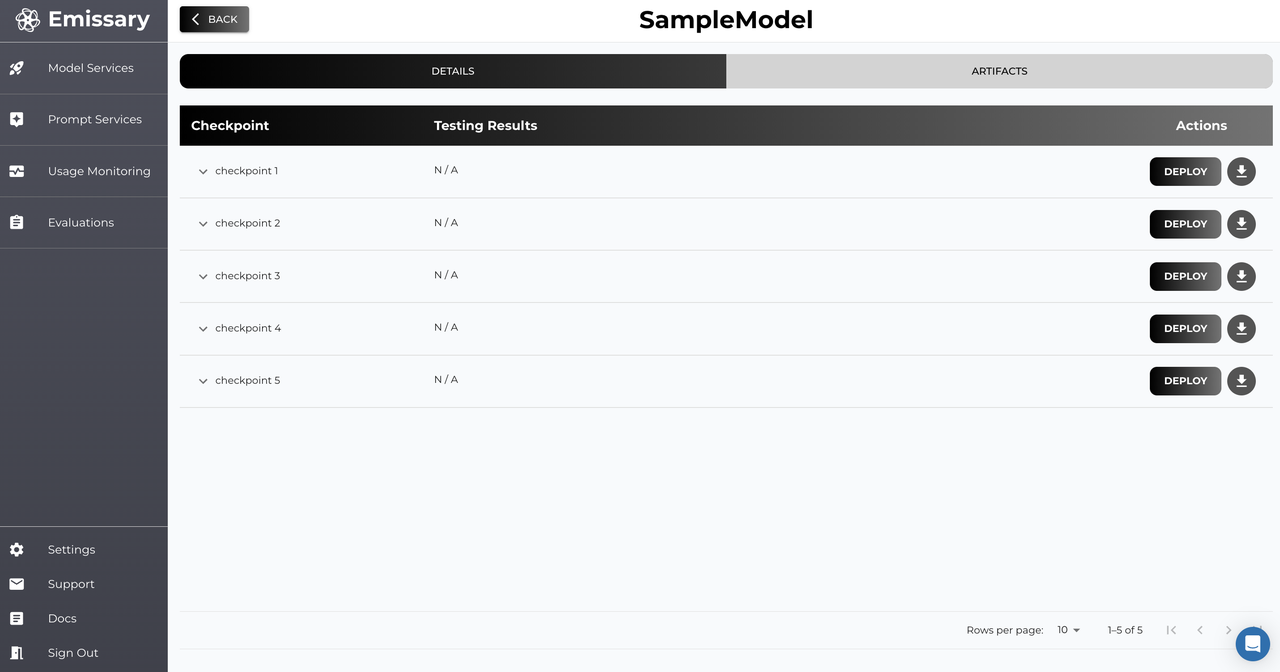 Emissary
BACK
SampleModel
Model Services
Prompt Services
Usage Monitoring
Evaluations
DETAILS
ARTIFACTS
Checkpoint Testing Results Actions
checkpoint 1 N / A DEPLOY
checkpoint 2 N / A DEPLOY
checkpoint 3 N / A DEPLOY
checkpoint 4 N / A DEPLOY
checkpoint 5 N / A DEPLOY
Settings
Support
Docs
Sign Out
Rows per page: 10 1–5 of 5